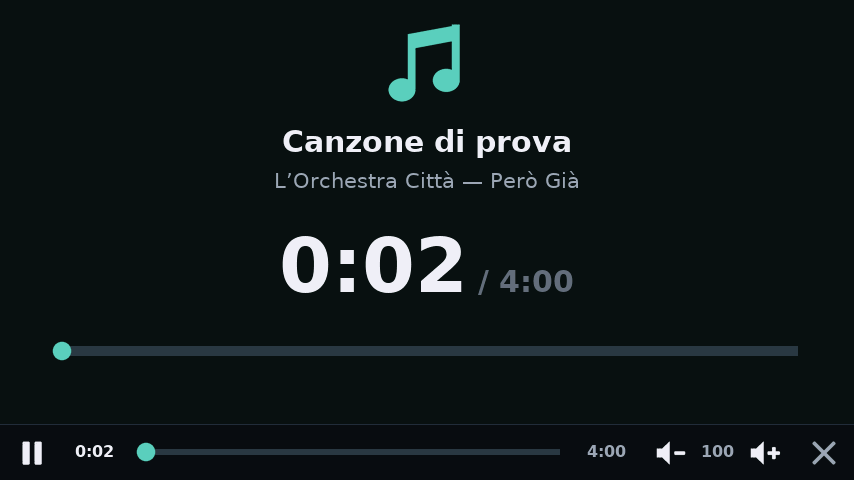 Canzone di prova
L’Orchestra Città — Però Già
0:02 / 4:00
0:02 4:00 100